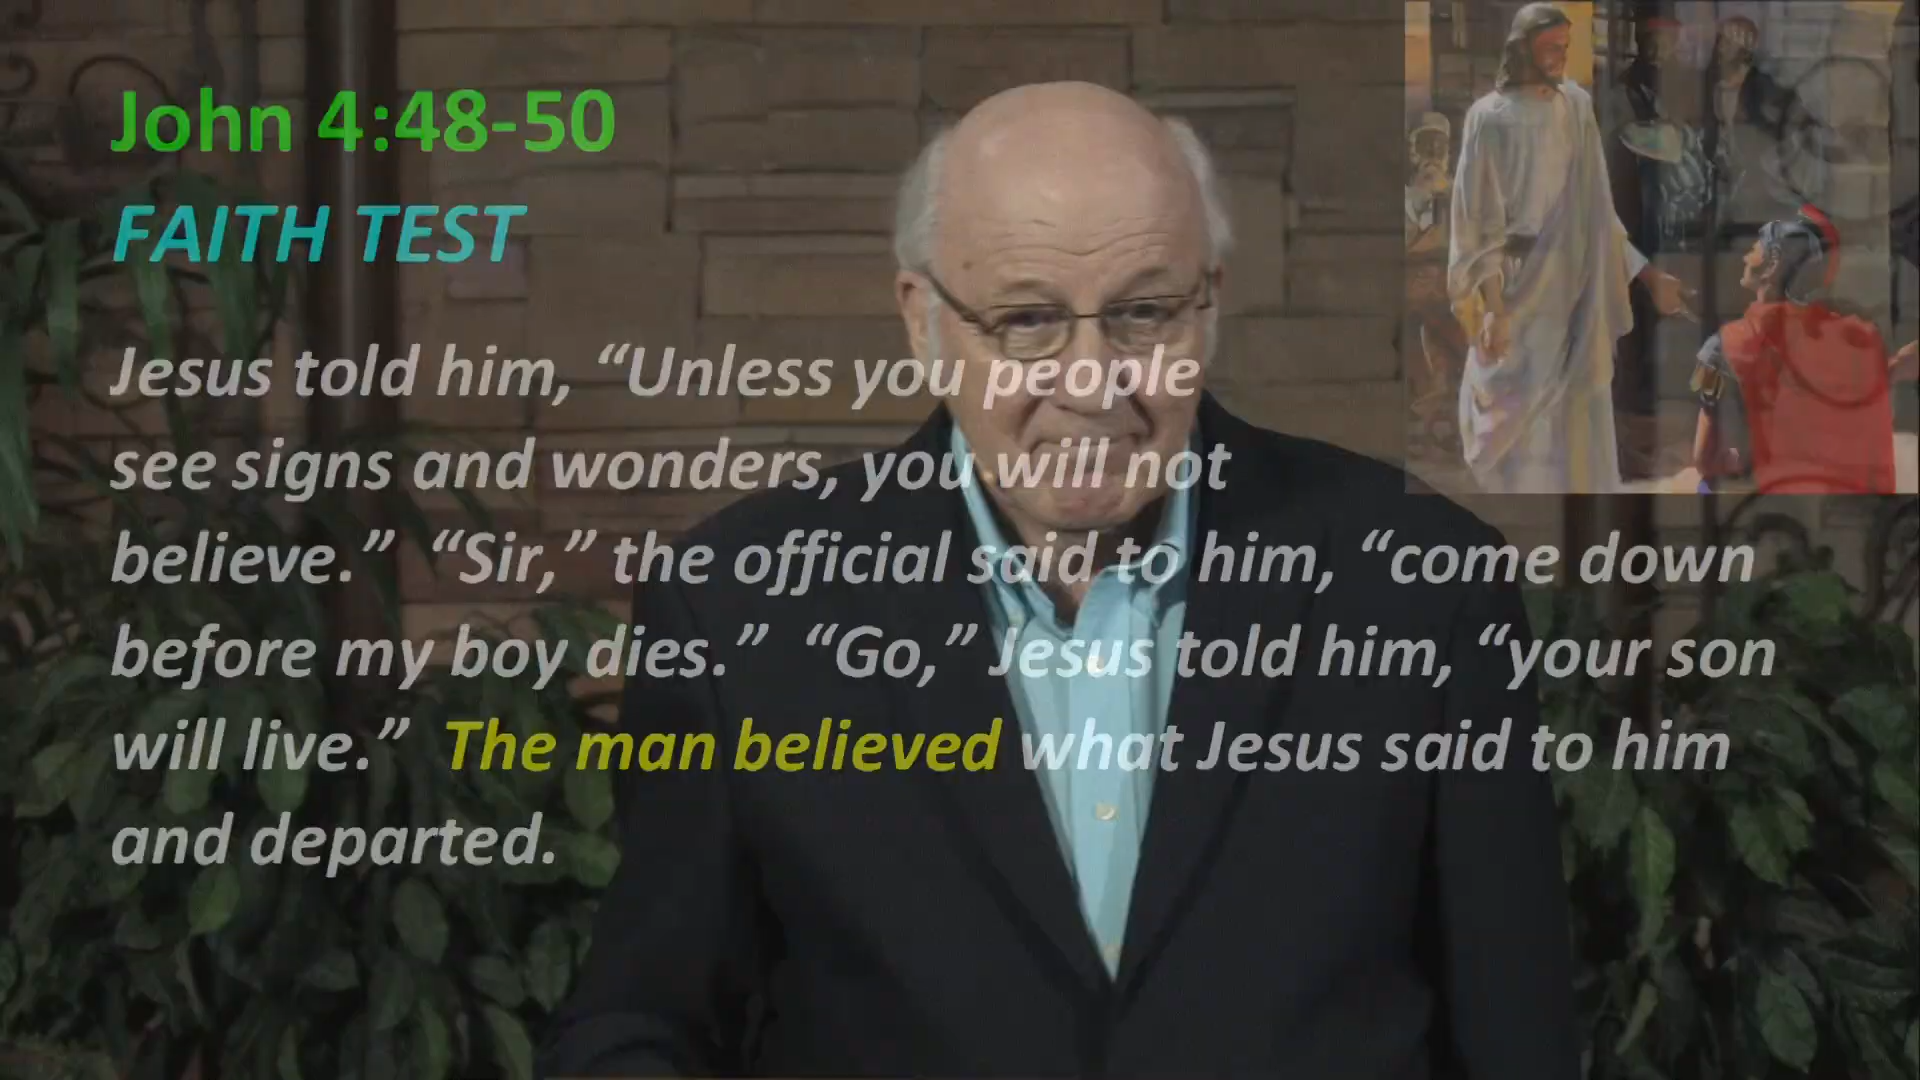 John 4:48-50
FAITH TEST
Jesus told him, “Unless you people
see signs and wonders, you will not
believe.” “Sir,” the official said to him, “come down
before my boy dies.” “Go,” Jesus told him, “your son
will live.” The man believed what Jesus said to him
and departed.